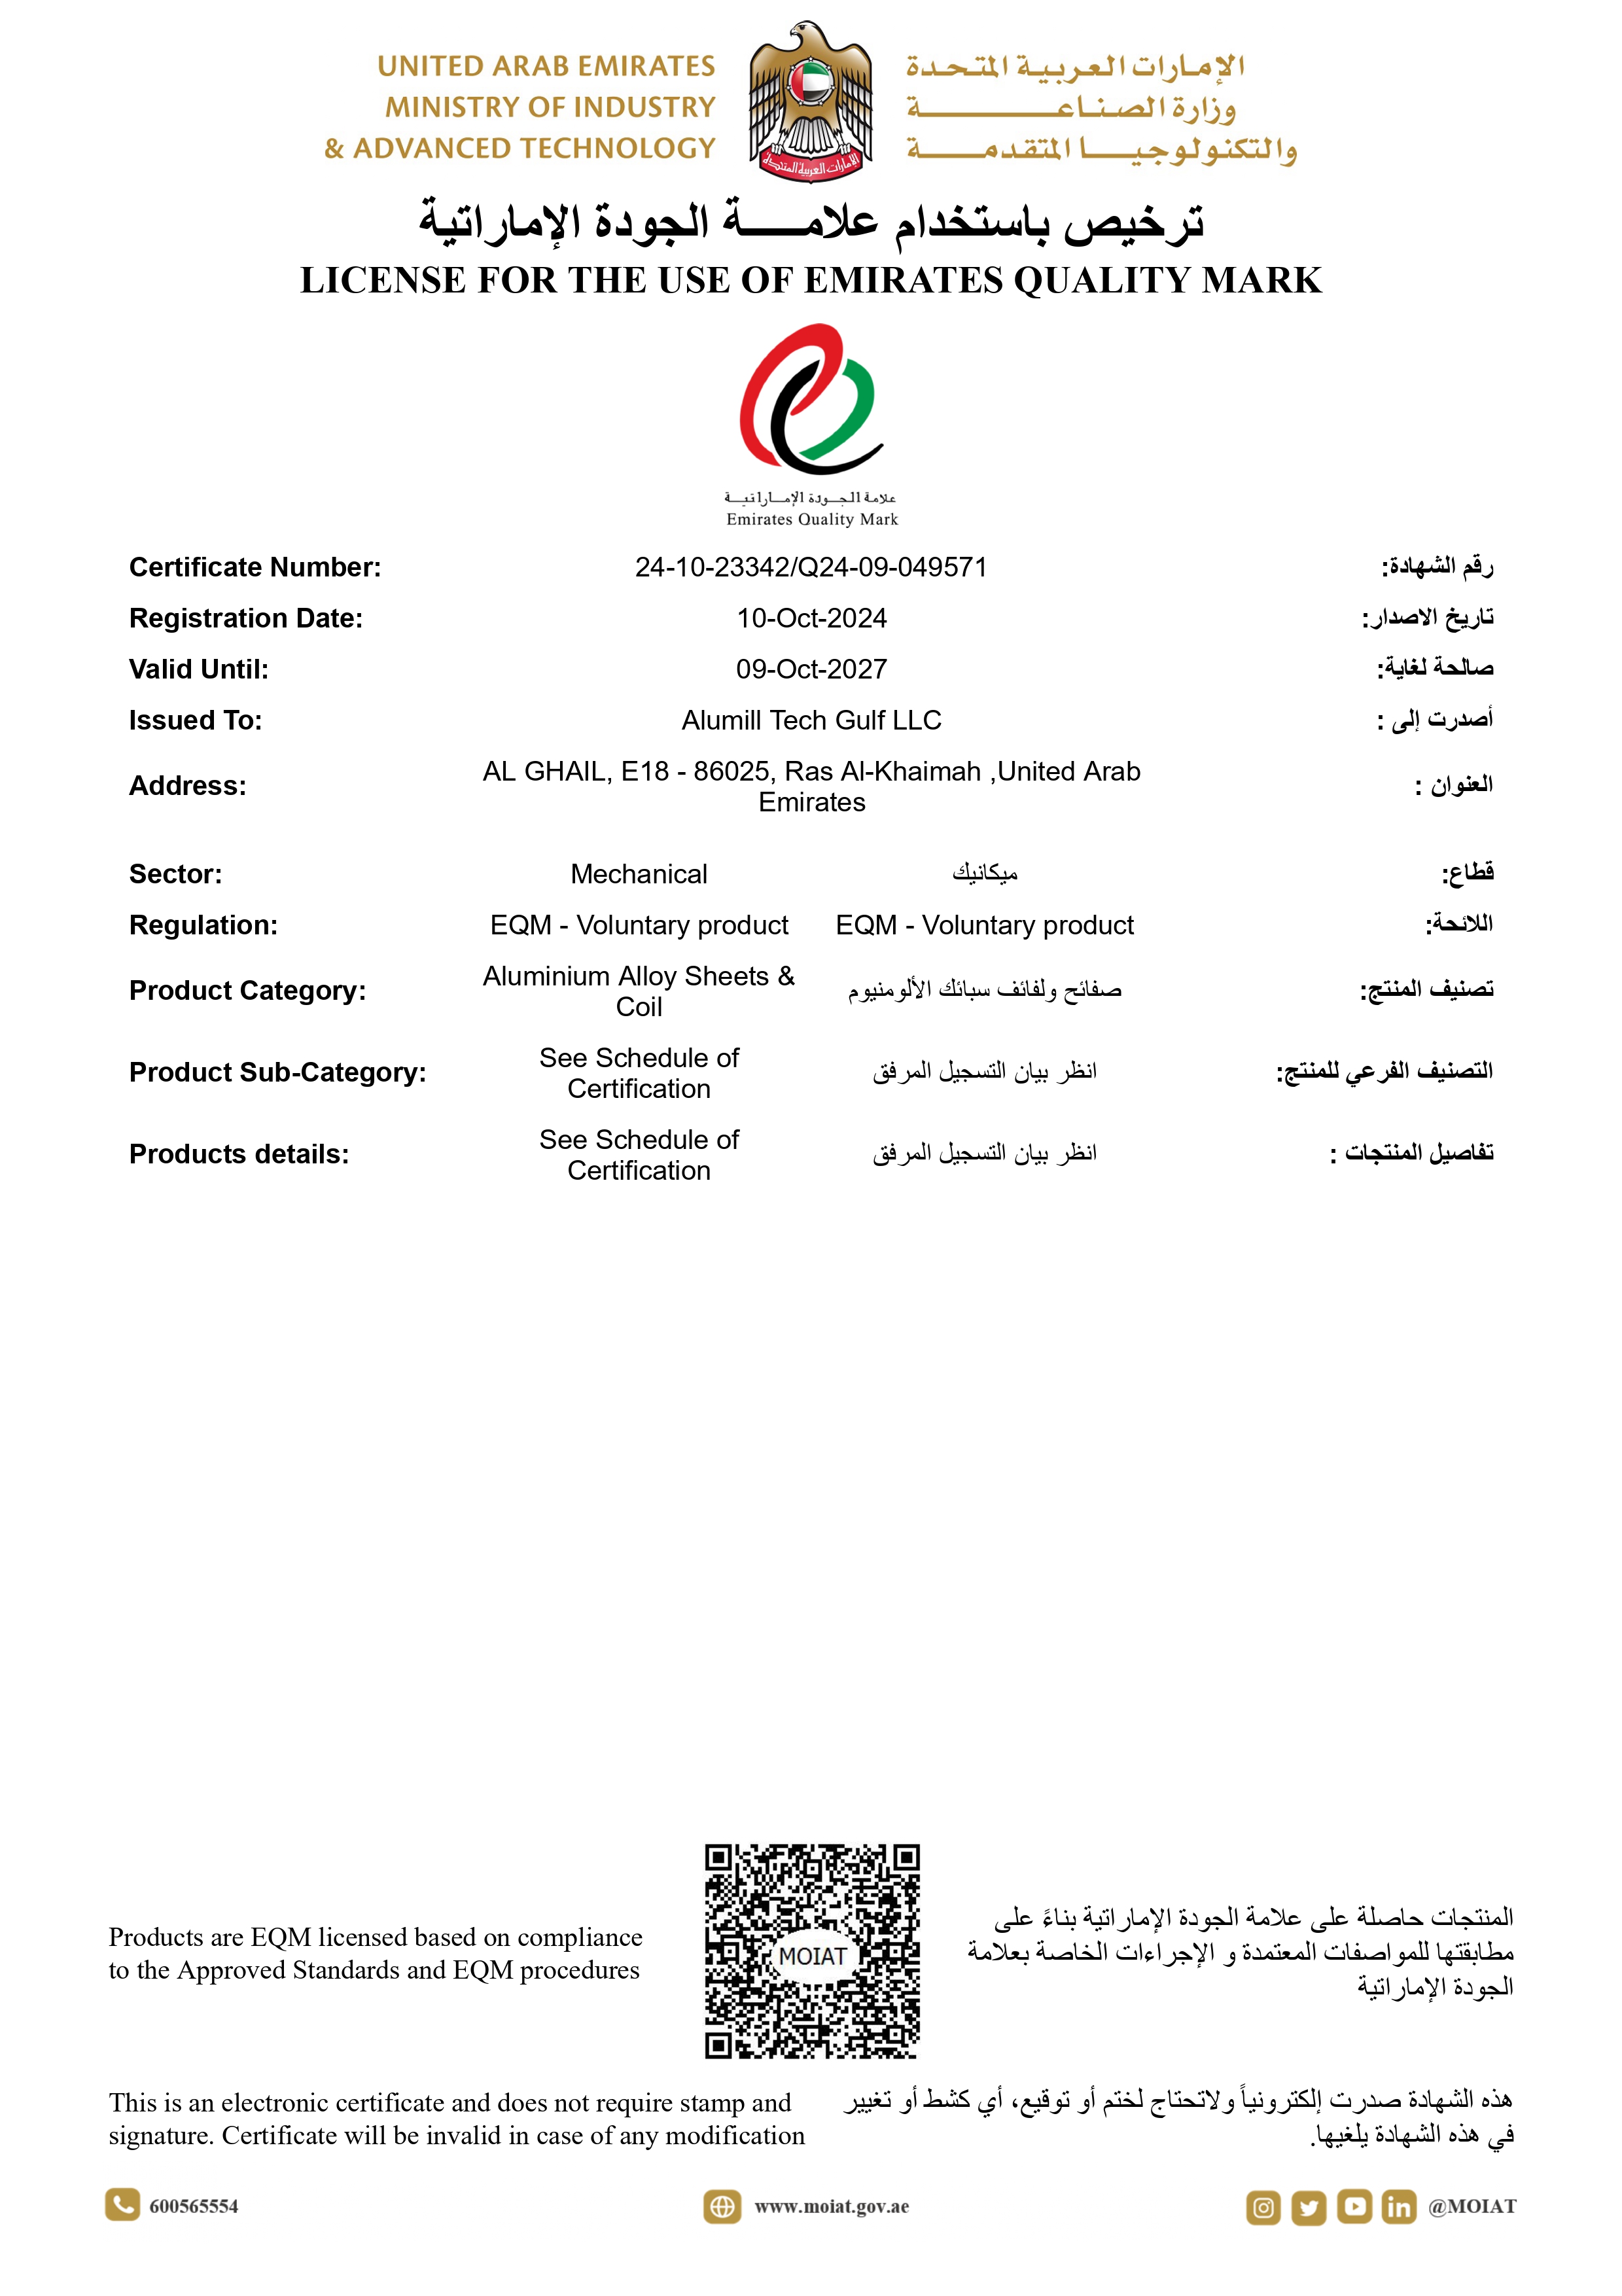 UNITED ARAB EMIRATES
MINISTRY OF INDUSTRY
& ADVANCED TECHNOLOGY
الإمارات العربية المتحدة
وزارة الصناعة
والتكنولوجيا المتقدمة
الإمارات العربية المتحدة
ترخيص باستخدام علامة الجودة الإماراتية
LICENSE FOR THE USE OF EMIRATES QUALITY MARK
علامة الجودة الإماراتية
Emirates Quality Mark
Certificate Number: 24-10-23342/Q24-09-049571 رقم الشهادة:
Registration Date: 10-Oct-2024 تاريخ الاصدار:
Valid Until: 09-Oct-2027 صالحة لغاية:
Issued To: Alumill Tech Gulf LLC أصدرت إلى :
Address: AL GHAIL, E18 - 86025, Ras Al-Khaimah ,United Arab
Emirates
العنوان :
Sector: Mechanical ميكانيك قطاع:
Regulation: EQM - Voluntary product EQM - Voluntary product اللائحة:
Product Category: Aluminium Alloy Sheets &
Coil
صفائح ولفائف سبائك الألومنيوم تصنيف المنتج:
Product Sub-Category: See Schedule of
Certification
انظر بيان التسجيل المرفق التصنيف الفرعي للمنتج:
Products details: See Schedule of
Certification
انظر بيان التسجيل المرفق تفاصيل المنتجات :
Products are EQM licensed based on compliance
to the Approved Standards and EQM procedures
MOIAT
المنتجات حاصلة على علامة الجودة الإماراتية بناءً على
مطابقتها للمواصفات المعتمدة و الإجراءات الخاصة بعلامة
الجودة الإماراتية
This is an electronic certificate and does not require stamp and
signature. Certificate will be invalid in case of any modification
هذه الشهادة صدرت إلكترونياً ولاتحتاج لختم أو توقيع، أي كشط أو تغيير
في هذه الشهادة يلغيها.
600565554
www.moiat.gov.ae
@MOIAT